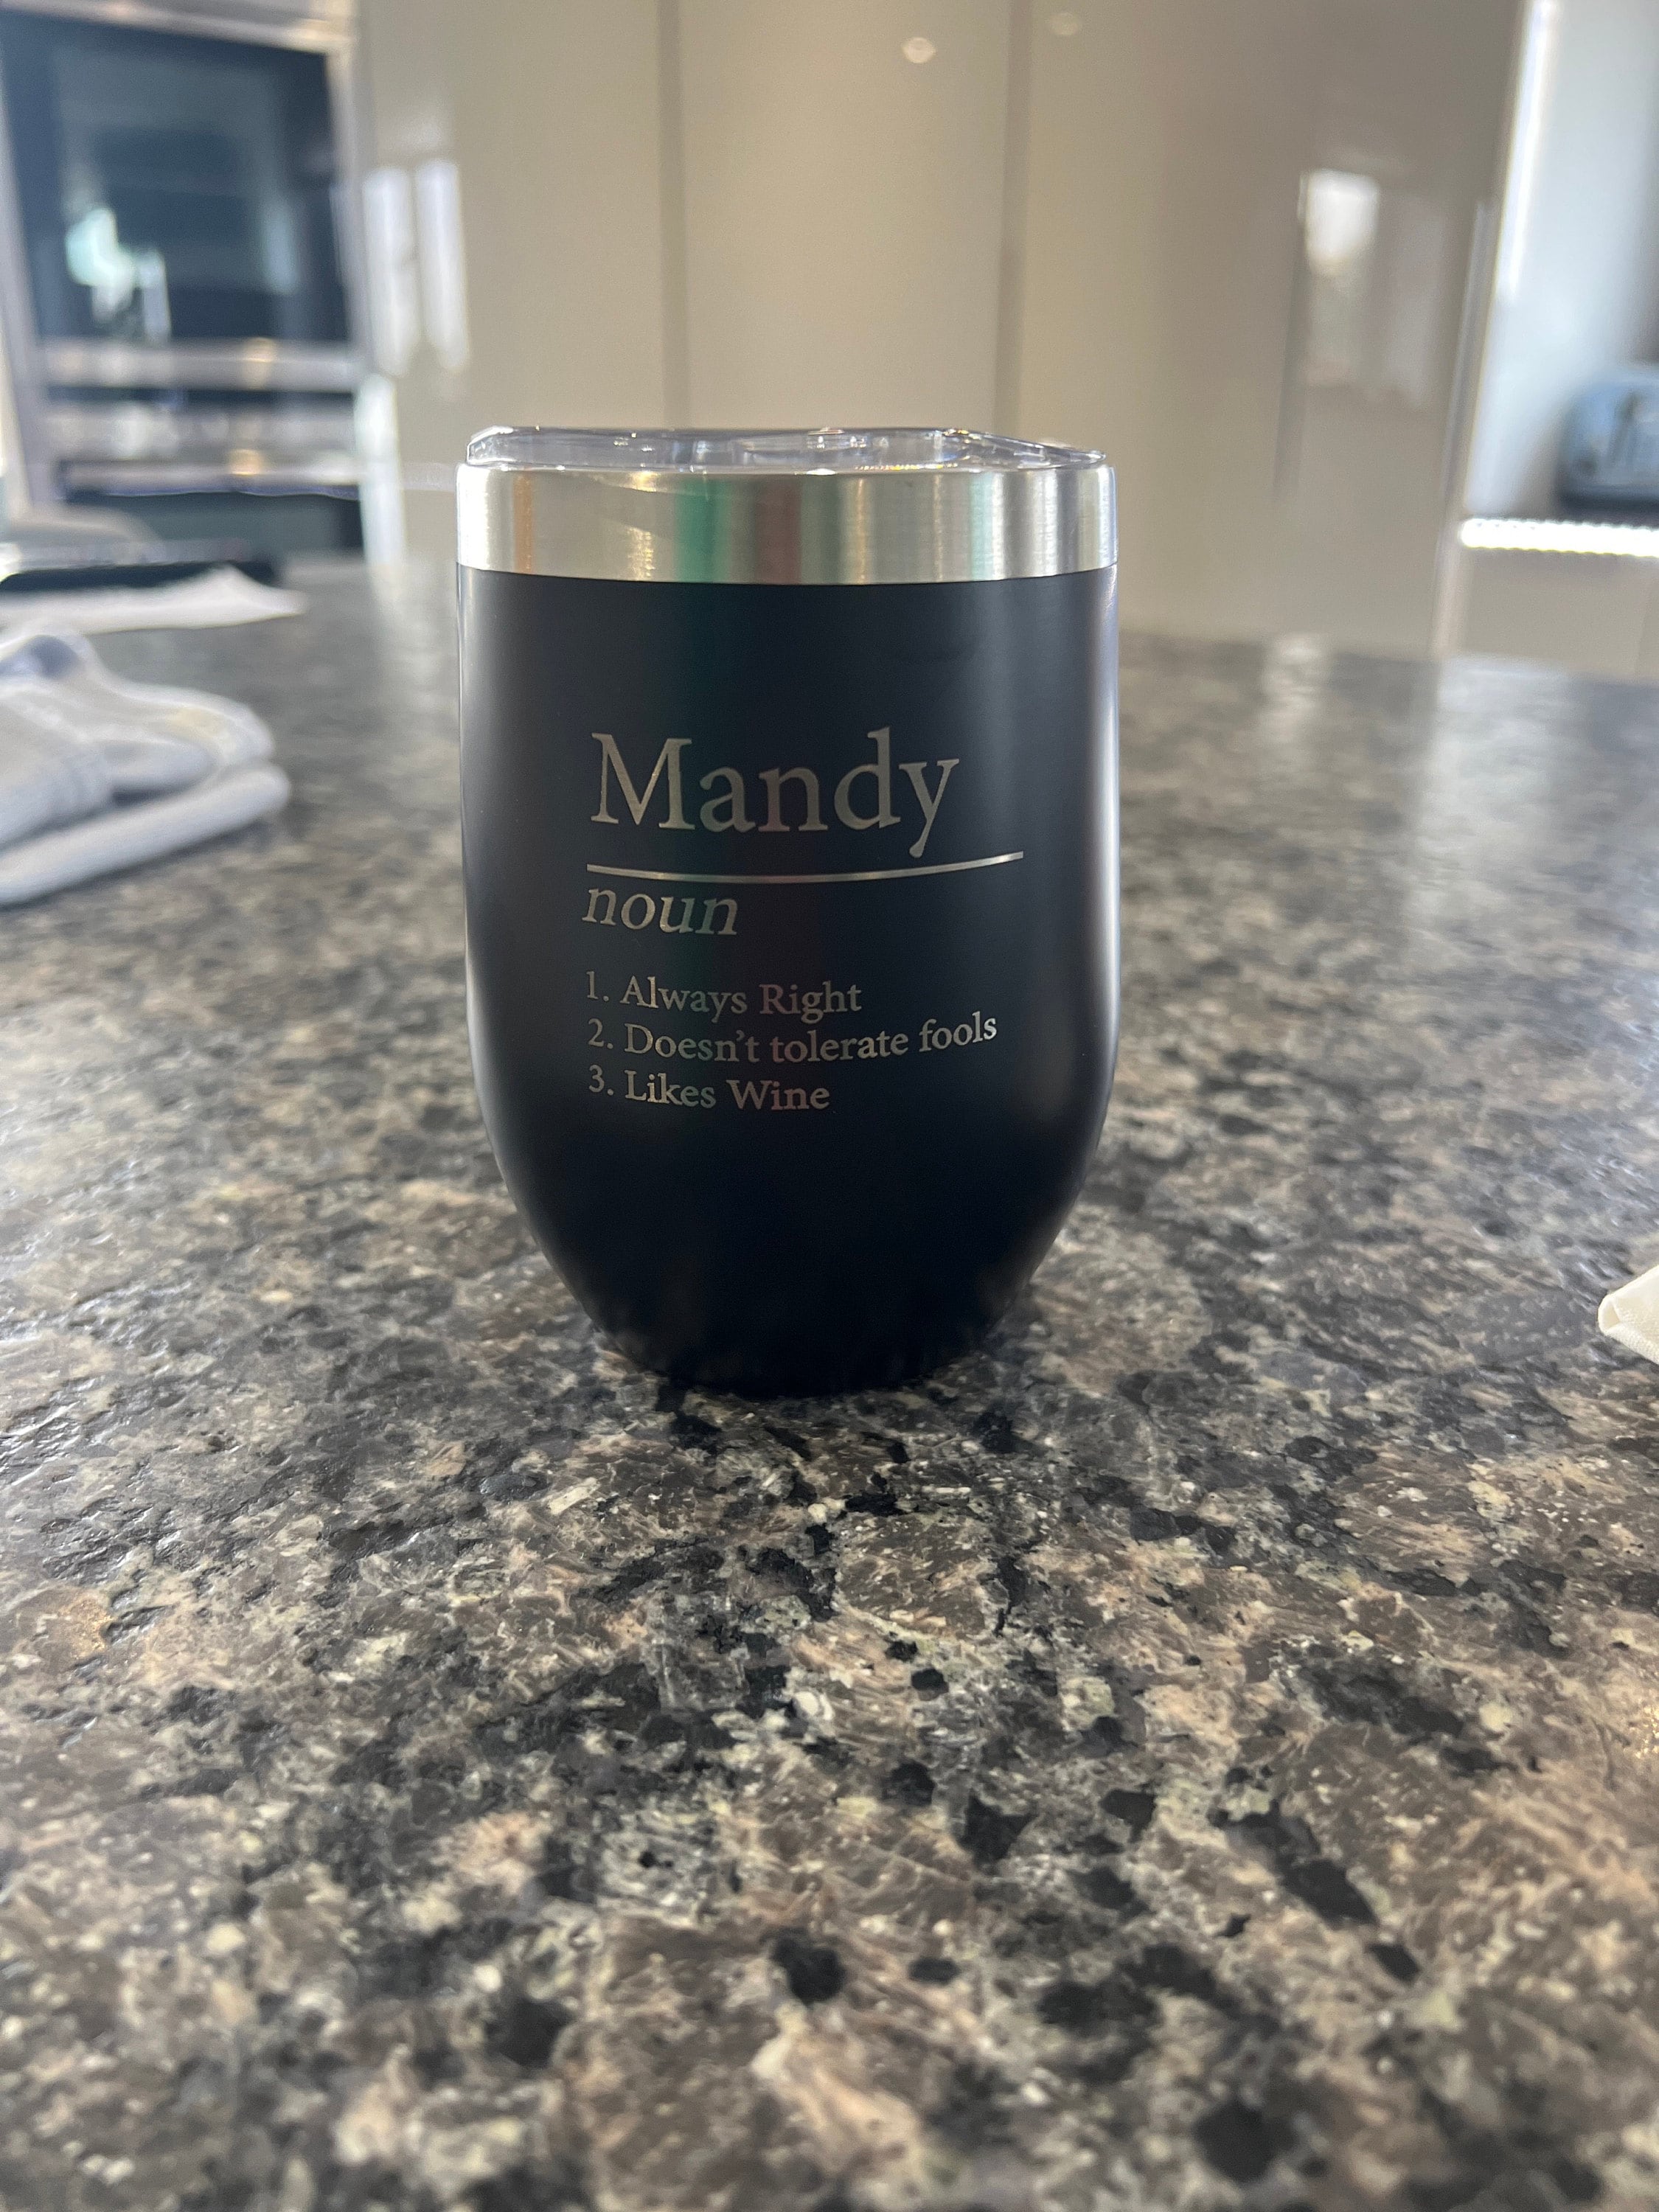 Mandy
noun
1. Always Right
2. Doesn't tolerate fools
3. Likes Wine